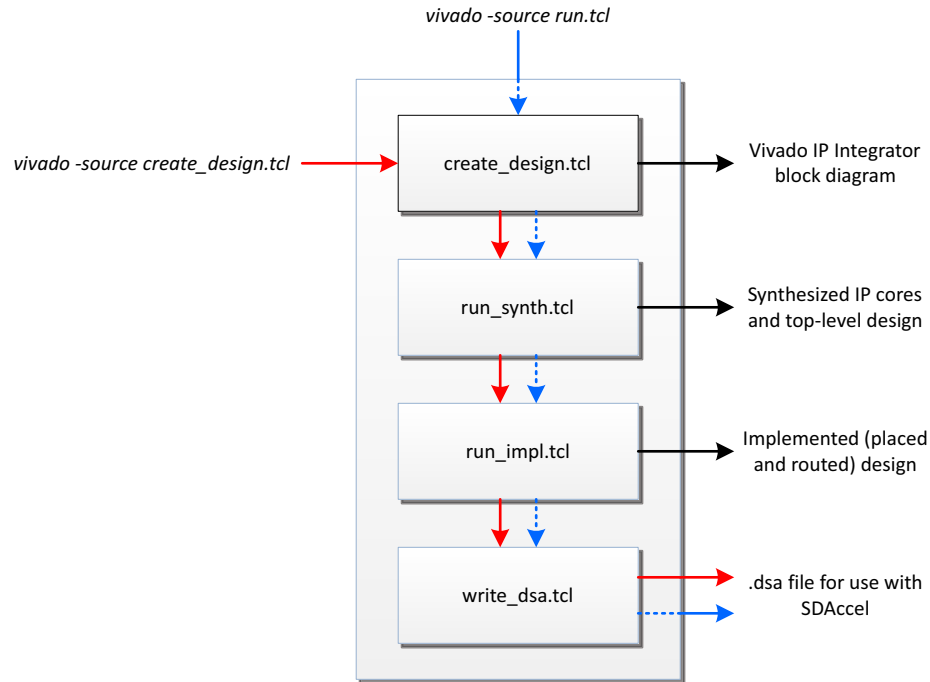 vivado -source run.tcl
vivado -source create_design.tcl
create_design.tcl
Vivado IP Integrator
block diagram
run_synth.tcl
Synthesized IP cores
and top-level design
run_impl.tcl
Implemented (placed
and routed) design
write_dsa.tcl
.dsa file for use with
SDAccel